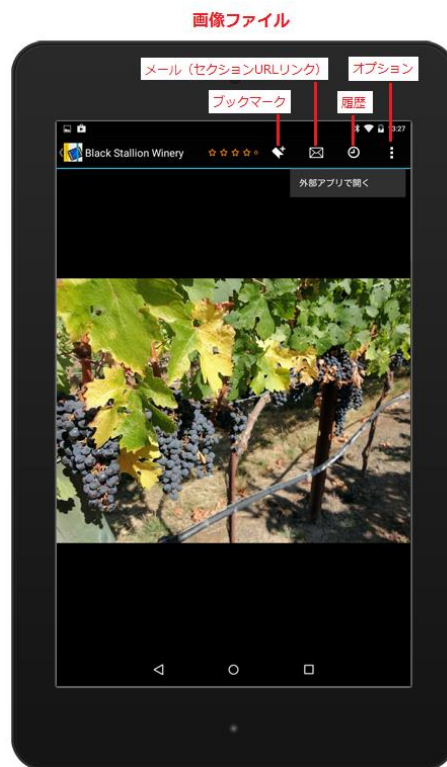 画像ファイル
メール（セクションURLリンク）
オプション
ブックマーク
履歴
3:27
Black Stallion Winery
外部アプリで開く